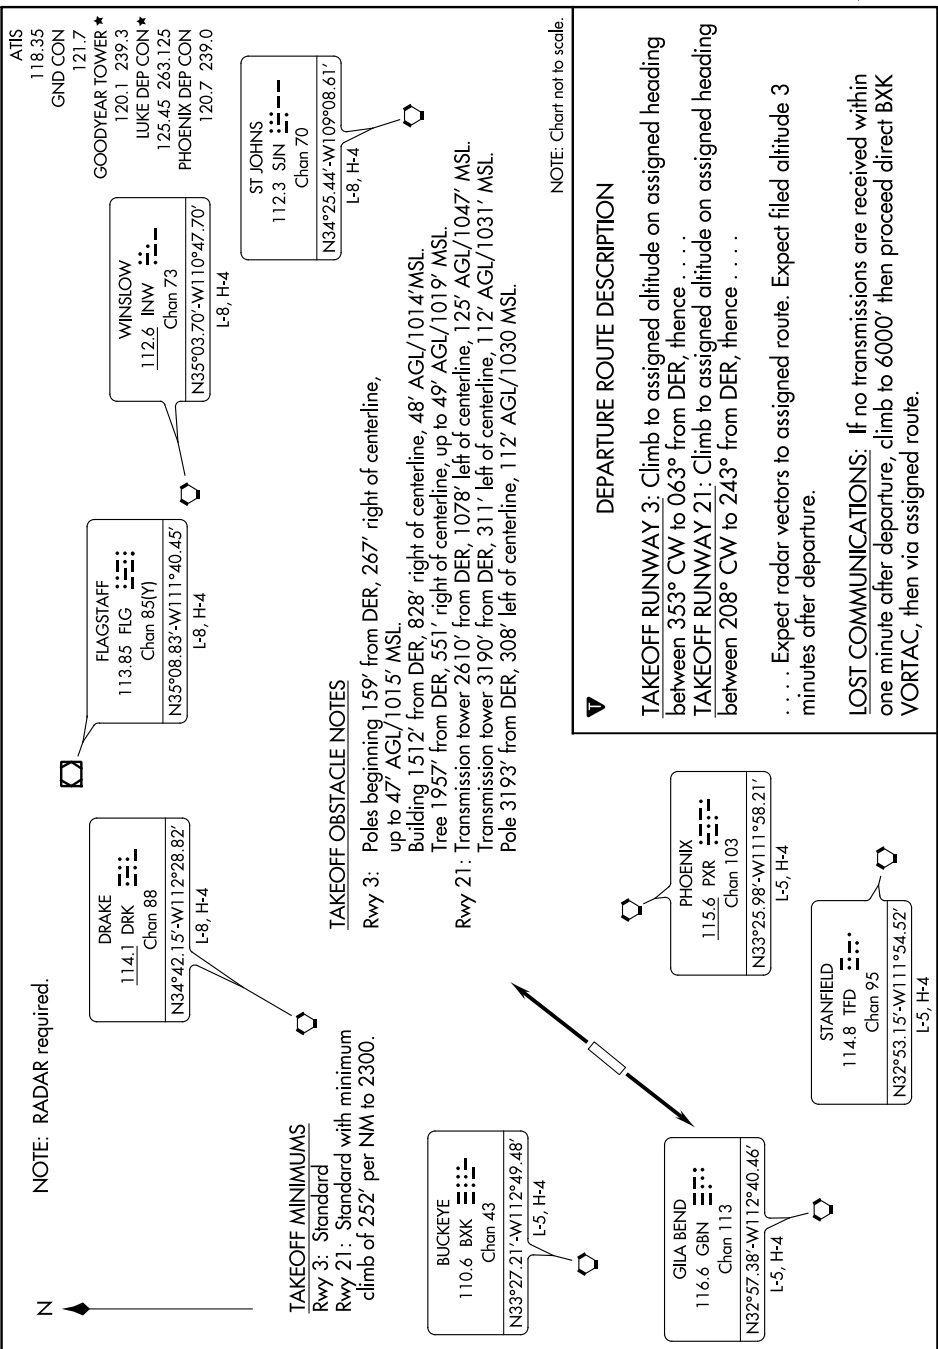 NOTE: RADAR required.
N
ATIS
118.35
GND CON
121.7
GOODYEAR TOWER ★
120.1 239.3
LUKE DEP CON ★
125.45 263.125
PHOENIX DEP CON
120.7 239.0
FLAGSTAFF
113.85 FLG
Chan 85(Y)
N35°08.83'-W111°40.45'
L-8, H-4
WINSLOW
112.6 INW
Chan 73
N35°03.70'-W110°47.70'
L-8, H-4
ST JOHNS
112.3 SJN
Chan 70
N34°25.44'-W109°08.61'
L-8, H-4
DRAKE
114.1 DRK
Chan 88
N34°42.15'-W112°28.82'
L-8, H-4
TAKEOFF MINIMUMS
Rwy 3: Standard
Rwy 21: Standard with minimum
climb of 252' per NM to 2300.
TAKEOFF OBSTACLE NOTES
Rwy 3: Poles beginning 159' from DER, 267' right of centerline,
up to 47' AGL/1015' MSL.
Building 1512' from DER, 828' right of centerline, 48' AGL/1014'MSL.
Tree 1957' from DER, 551' right of centerline, up to 49' AGL/1019' MSL.
Rwy 21: Transmission tower 2610' from DER, 1078' left of centerline, 125' AGL/1047' MSL.
Transmission tower 3190' from DER, 311' left of centerline, 112' AGL/1031' MSL.
Pole 3193' from DER, 308' left of centerline, 112' AGL/1030 MSL.
BUCKEYE
110.6 BXK
Chan 43
N33°27.21'-W112°49.48'
L-5, H-4
GILA BEND
116.6 GBN
Chan 113
N32°57.38'-W112°40.46'
L-5, H-4
PHOENIX
115.6 PXR
Chan 103
N33°25.98'-W111°58.21'
L-5, H-4
STANFIELD
114.8 TFD
Chan 95
N32°53.15'-W111°54.52'
L-5, H-4
NOTE: Chart not to scale.
T
DEPARTURE ROUTE DESCRIPTION
TAKEOFF RUNWAY 3: Climb to assigned altitude on assigned heading
between 353° CW to 063° from DER, thence . . . .
TAKEOFF RUNWAY 21: Climb to assigned altitude on assigned heading
between 208° CW to 243° from DER, thence . . . .
. . . . Expect radar vectors to assigned route. Expect filed altitude 3
minutes after departure.
LOST COMMUNICATIONS: If no transmissions are received within
one minute after departure, climb to 6000' then proceed direct BXK
VORTAC, then via assigned route.